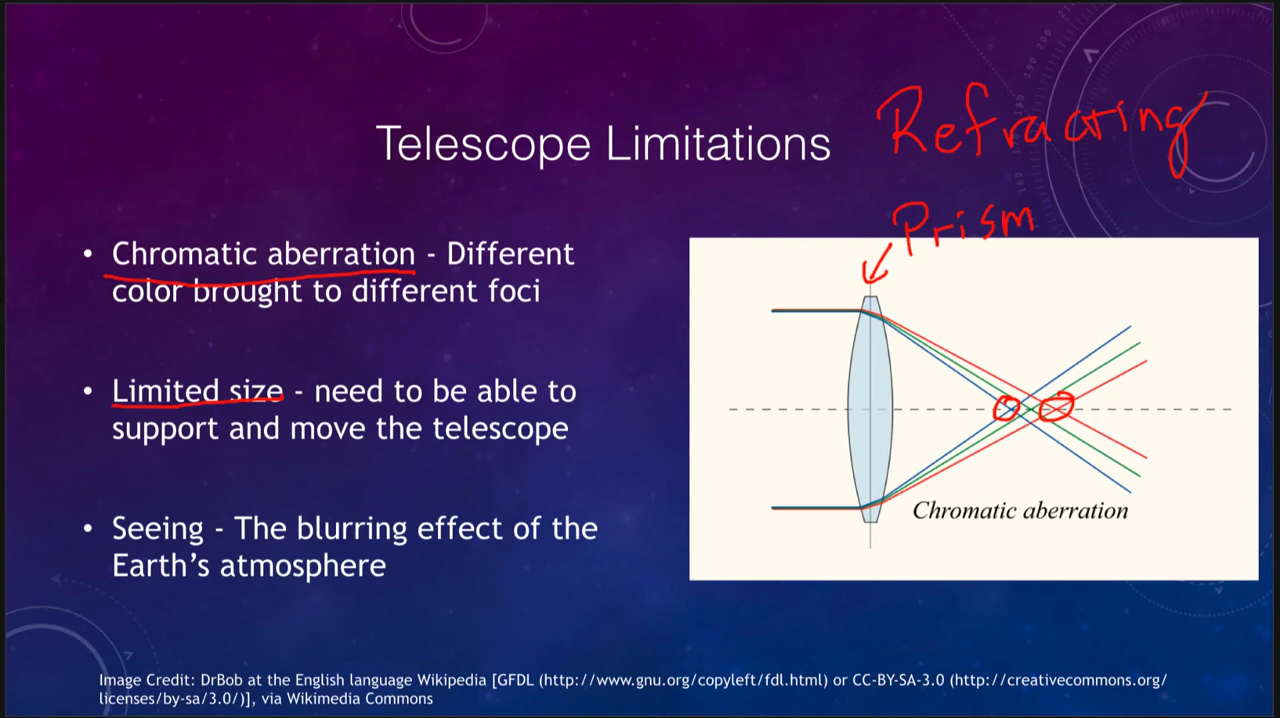 Telescope Limitations
Refracting
Prism
• Chromatic aberration - Different
color brought to different foci
• Limited size - need to be able to
support and move the telescope
• Seeing - The blurring effect of the
Earth's atmosphere
Chromatic aberration
Image Credit: DrBob at the English language Wikipedia [GFDL (http://www.gnu.org/copyleft/fdl.html) or CC-BY-SA-3.0 (http://creativecommons.org/
licenses/by-sa/3.0/)], via Wikimedia Commons